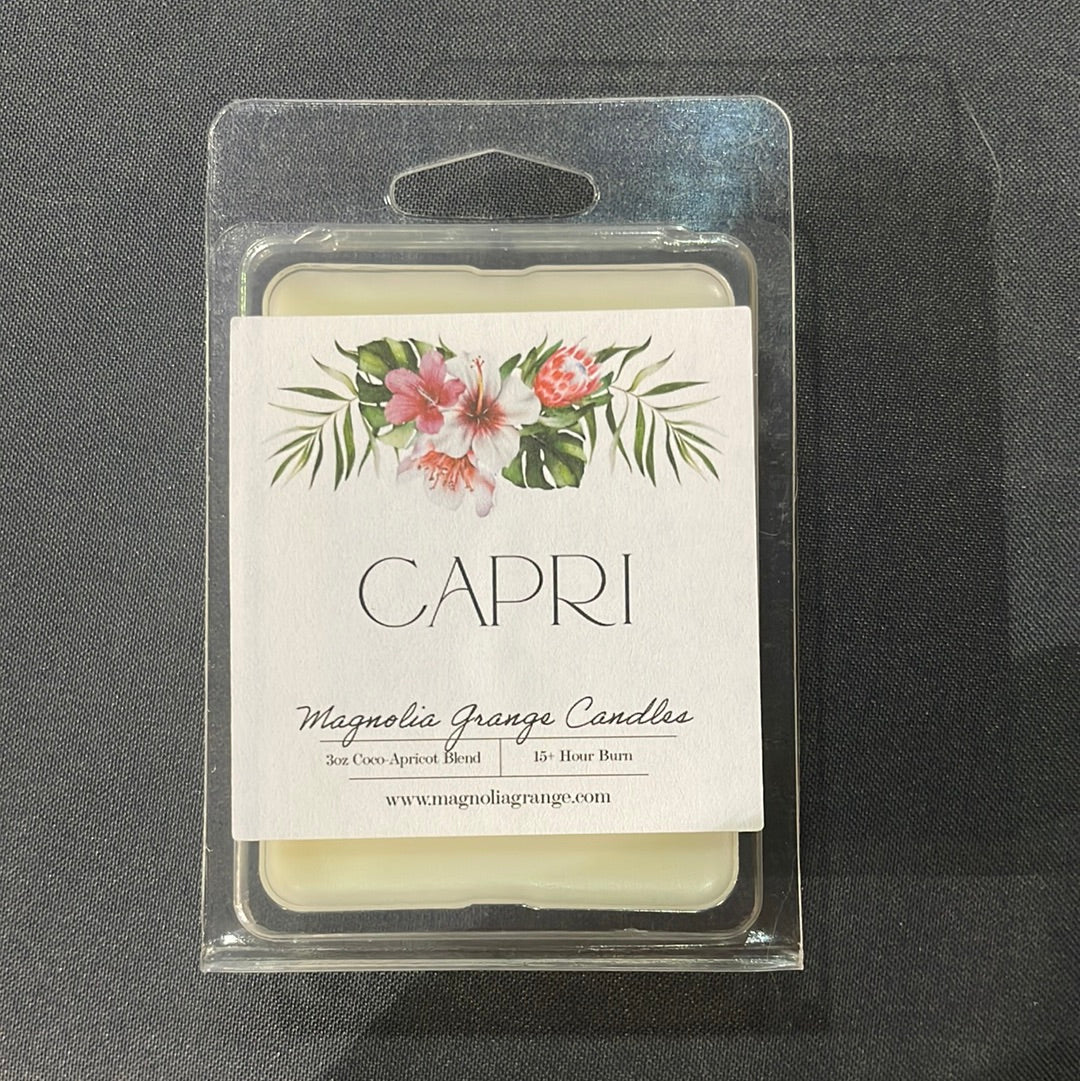 CAPRI
Magnolia Grange Candles
3oz Coco-Apricot Blend 15+ Hour Burn
www.magnoliagrange.com